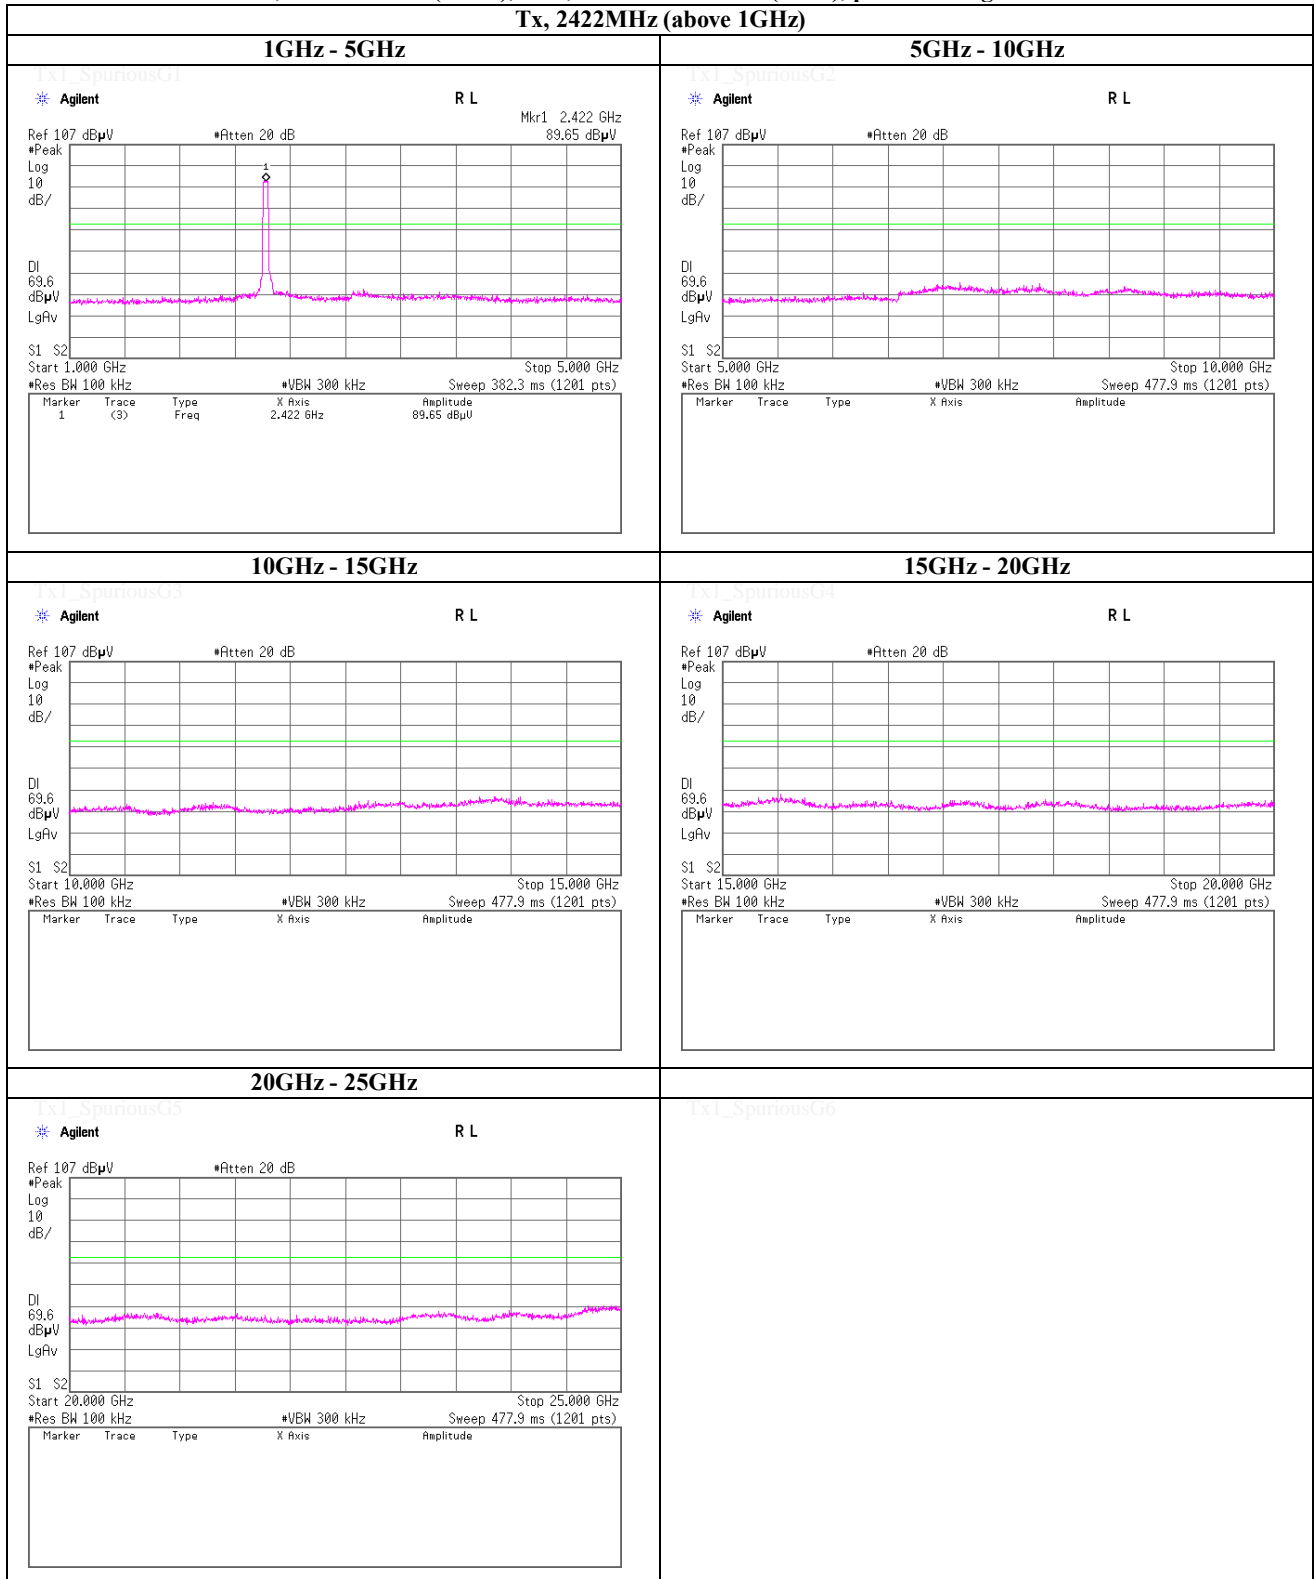 Tx, 2422MHz (above 1GHz)
1GHz - 5GHz
5GHz - 10GHz
Tx1_SpuriousG1
Agilent
R L
Mkr1 2.422 GHz
Ref 107 dBµV
#Atten 20 dB
89.65 dBµV
#Peak
Log
10
dB/
1
DI
69.6
dBµV
LgAv
S1 S2
Start 1.000 GHz
Stop 5.000 GHz
#Res BW 100 kHz
#VBW 300 kHz
Sweep 382.3 ms (1201 pts)
Marker Trace Type X Axis Amplitude
1 (3) Freq 2.422 GHz 89.65 dBµV
Tx1_SpuriousG2
Agilent
R L
Ref 107 dBµV
#Atten 20 dB
#Peak
Log
10
dB/
DI
69.6
dBµV
LgAv
S1 S2
Start 5.000 GHz
Stop 10.000 GHz
#Res BW 100 kHz
#VBW 300 kHz
Sweep 477.9 ms (1201 pts)
Marker Trace Type X Axis Amplitude
10GHz - 15GHz
15GHz - 20GHz
Tx1_SpuriousG3
Agilent
R L
Ref 107 dBµV
#Atten 20 dB
#Peak
Log
10
dB/
DI
69.6
dBµV
LgAv
S1 S2
Start 10.000 GHz
Stop 15.000 GHz
#Res BW 100 kHz
#VBW 300 kHz
Sweep 477.9 ms (1201 pts)
Marker Trace Type X Axis Amplitude
Tx1_SpuriousG4
Agilent
R L
Ref 107 dBµV
#Atten 20 dB
#Peak
Log
10
dB/
DI
69.6
dBµV
LgAv
S1 S2
Start 15.000 GHz
Stop 20.000 GHz
#Res BW 100 kHz
#VBW 300 kHz
Sweep 477.9 ms (1201 pts)
Marker Trace Type X Axis Amplitude
20GHz - 25GHz
Tx1_SpuriousG5
Agilent
R L
Ref 107 dBµV
#Atten 20 dB
#Peak
Log
10
dB/
DI
69.6
dBµV
LgAv
S1 S2
Start 20.000 GHz
Stop 25.000 GHz
#Res BW 100 kHz
#VBW 300 kHz
Sweep 477.9 ms (1201 pts)
Marker Trace Type X Axis Amplitude
Tx1_SpuriousG6